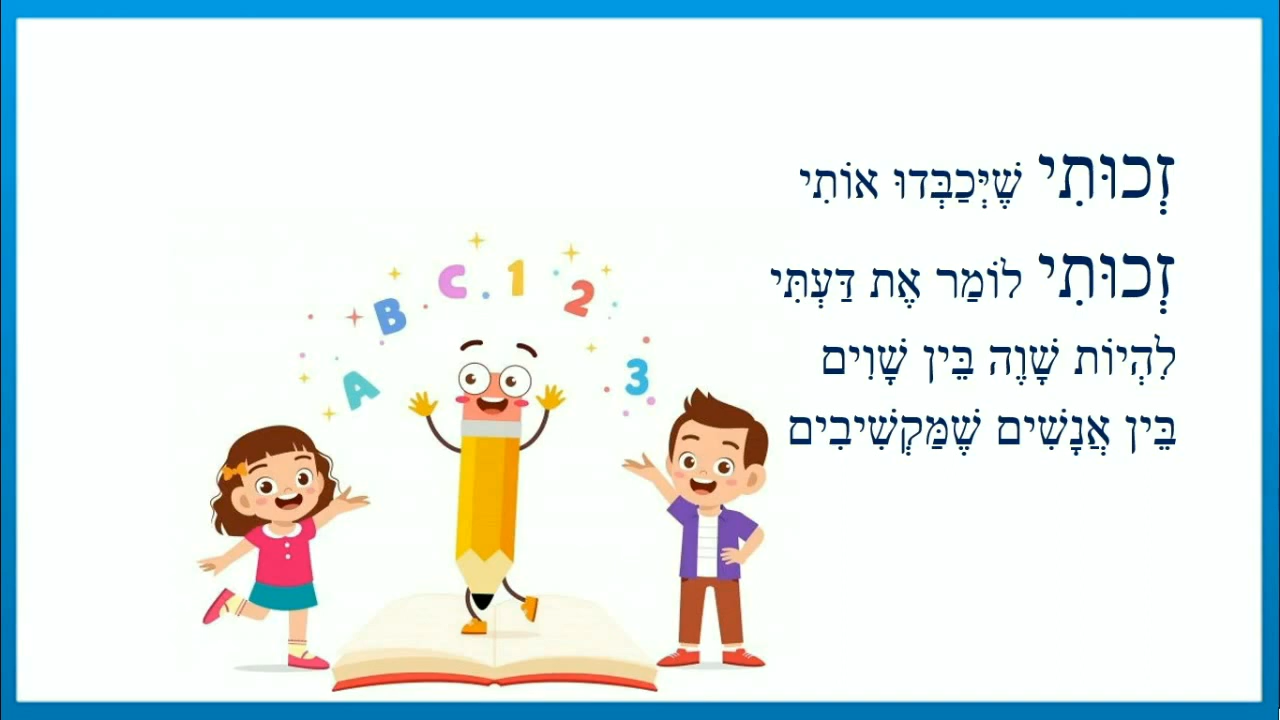 זְכוּתִי שֶׁיְּכַבְּדוּ אוֹתִי
זְכוּתִי לוֹמַר אֶת דַּעְתִּי
לִהְיוֹת שָׁוֶה בֵּין שָׁוִים
בֵּין אֲנָשִׁים שֶׁמַּקְשִׁיבִים
A B C 1 2 3